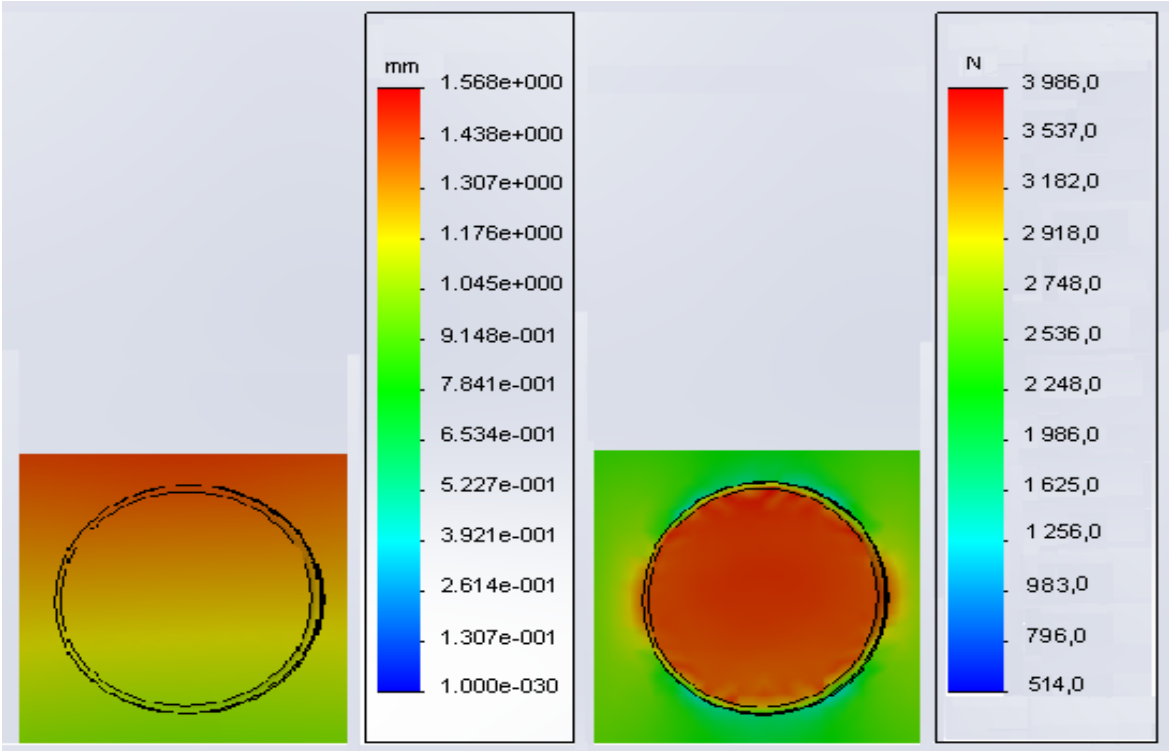 mm
1.568e+000
1.438e+000
1.307e+000
1.176e+000
1.045e+000
9.148e-001
7.841e-001
6.534e-001
5.227e-001
3.921e-001
2.614e-001
1.307e-001
1.000e-030
N
3 986,0
3 537,0
3 182,0
2 918,0
2 748,0
2 536,0
2 248,0
1 986,0
1 625,0
1 256,0
983,0
796,0
514,0